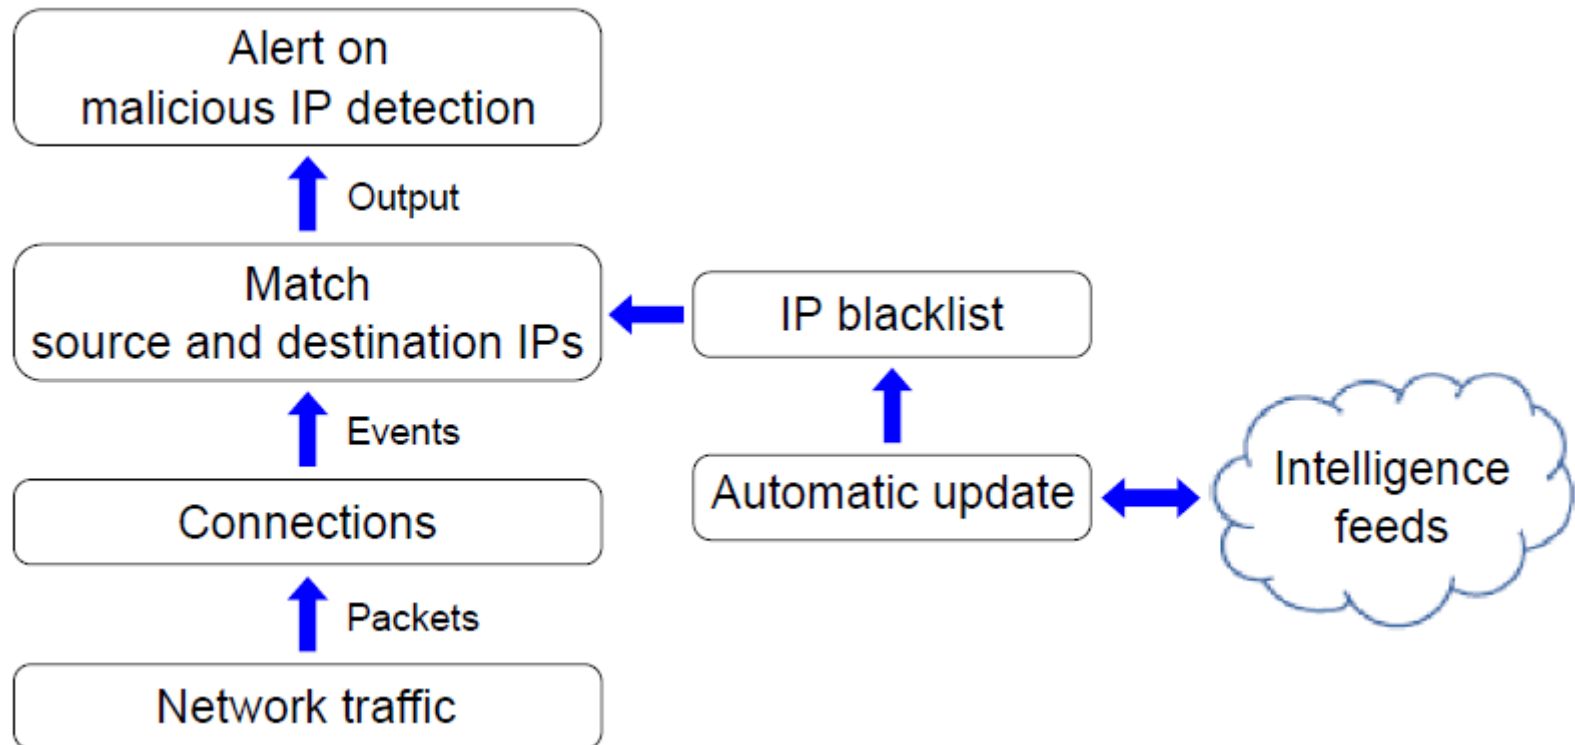 Alert on
malicious IP detection
Output
Match
source and destination IPs
IP blacklist
Events
Automatic update
Intelligence
feeds
Connections
Packets
Network traffic